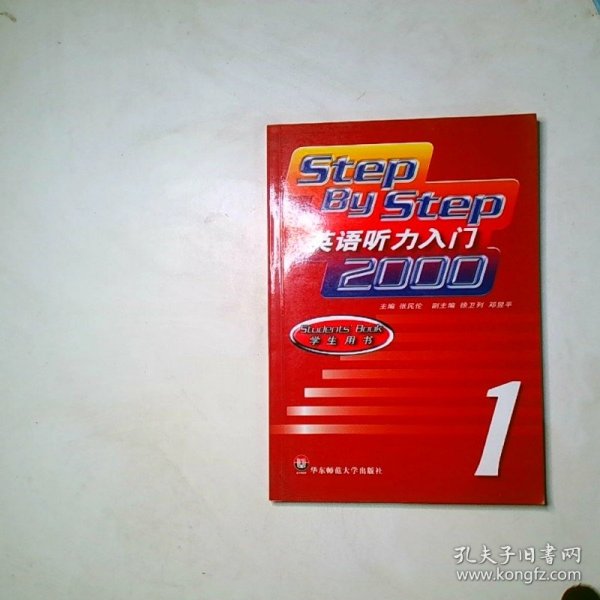 Step
By Step
英语听力入门
2000
主编 张民伦 副主编 徐卫列 邓昱平
Students' Book
学生用书
1
华东师范大学出版社
孔夫子旧书网
www.kongfz.com